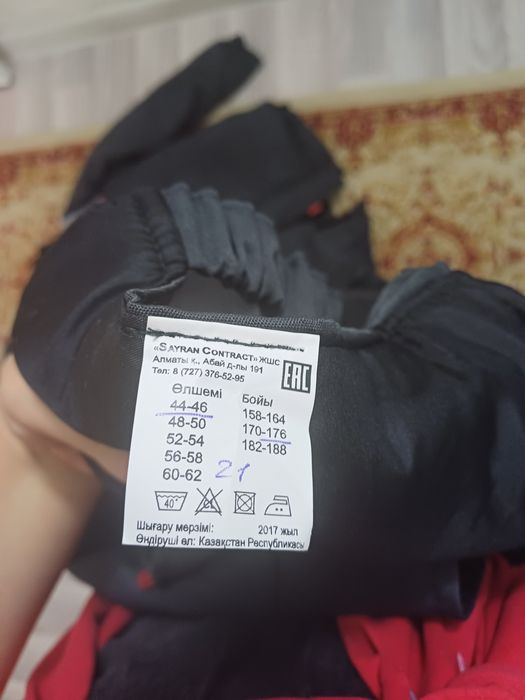 «SAYRAN CONTRACT» ЖШС
Алматы қ., Абай д-лы 191
Тел: 8 (727) 376-52-95
EAC
Өлшемі Бойы
44-46 158-164
48-50 170-176
52-54 182-188
56-58
60-62 21
40° Cl
Шығару мерзімі: 2017 жыл
Өндіруші ел: Қазақстан Республикасы